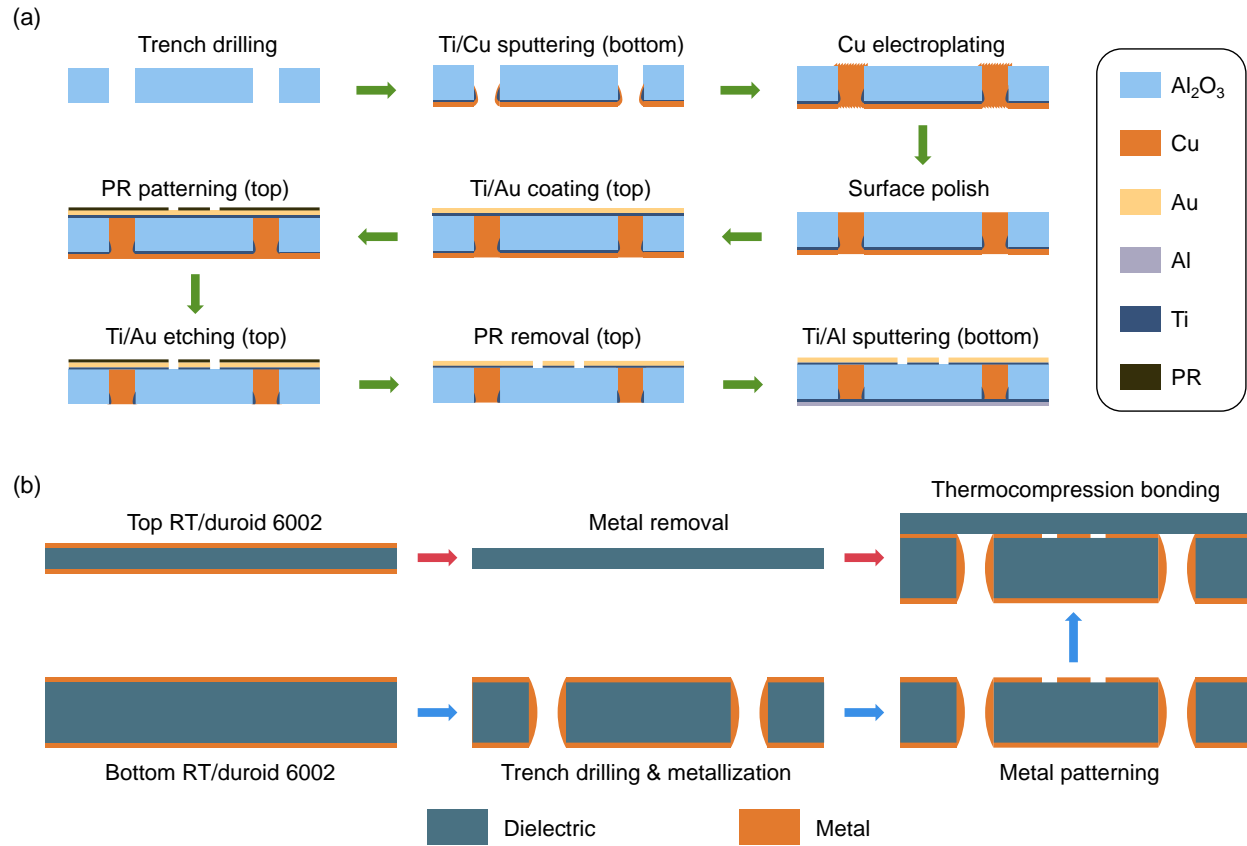 (a)
Trench drilling
Ti/Cu sputtering (bottom)
Cu electroplating
Al₂O₃
Cu
Au
Al
Ti
PR
PR patterning (top)
Ti/Au coating (top)
Surface polish
Ti/Au etching (top)
PR removal (top)
Ti/Al sputtering (bottom)
(b)
Thermocompression bonding
Top RT/duroid 6002
Metal removal
Bottom RT/duroid 6002
Trench drilling & metallization
Metal patterning
Dielectric
Metal